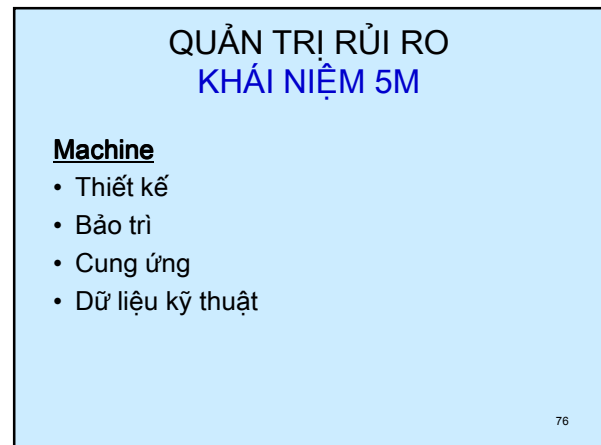 QUẢN TRỊ RỦI RO
KHÁI NIỆM 5M
Machine
• Thiết kế
• Bảo trì
• Cung ứng
• Dữ liệu kỹ thuật
76